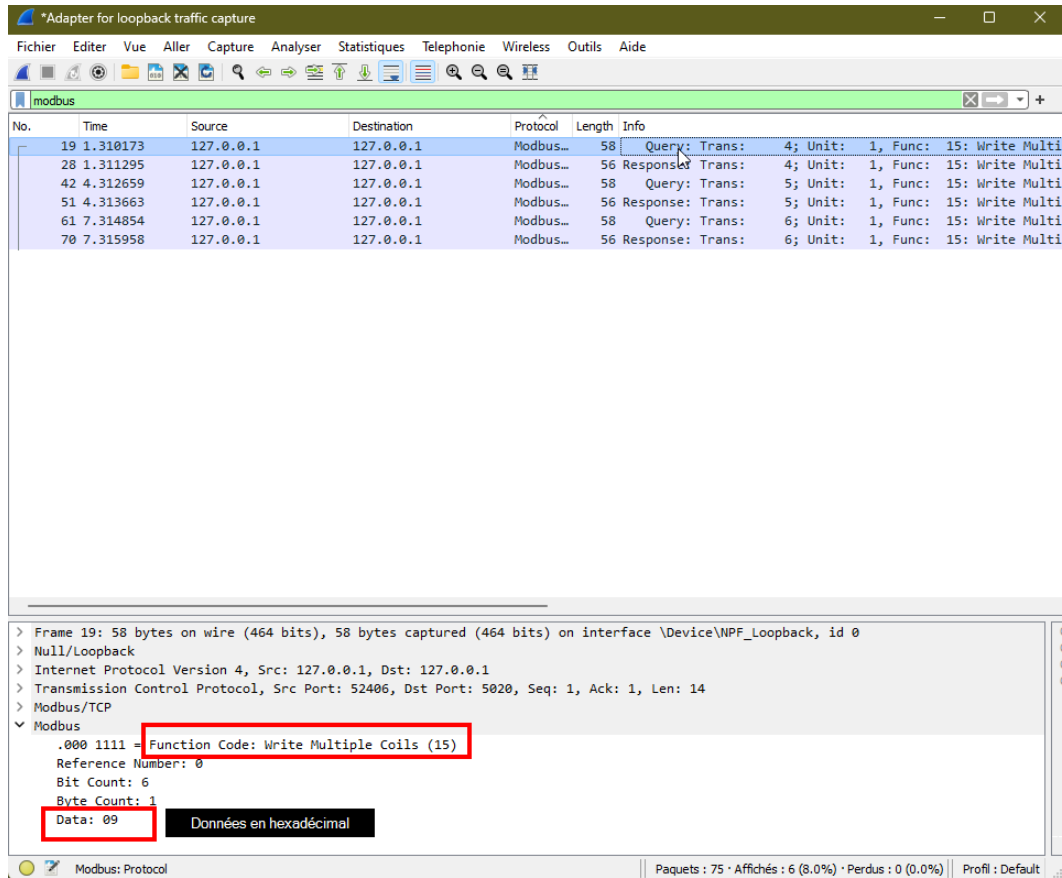 *Adapter for loopback traffic capture
Fichier Editer Vue Aller Capture Analyser Statistiques Telephonie Wireless Outils Aide
modbus
No. Time Source Destination Protocol Length Info
19 1.310173 127.0.0.1 127.0.0.1 Modbus… 58 Query: Trans: 4; Unit: 1, Func: 15: Write Multi
28 1.311295 127.0.0.1 127.0.0.1 Modbus… 56 Response: Trans: 4; Unit: 1, Func: 15: Write Multi
42 4.312659 127.0.0.1 127.0.0.1 Modbus… 58 Query: Trans: 5; Unit: 1, Func: 15: Write Multi
51 4.313663 127.0.0.1 127.0.0.1 Modbus… 56 Response: Trans: 5; Unit: 1, Func: 15: Write Multi
61 7.314854 127.0.0.1 127.0.0.1 Modbus… 58 Query: Trans: 6; Unit: 1, Func: 15: Write Multi
70 7.315958 127.0.0.1 127.0.0.1 Modbus… 56 Response: Trans: 6; Unit: 1, Func: 15: Write Multi
> Frame 19: 58 bytes on wire (464 bits), 58 bytes captured (464 bits) on interface \Device\NPF_Loopback, id 0
> Null/Loopback
> Internet Protocol Version 4, Src: 127.0.0.1, Dst: 127.0.0.1
> Transmission Control Protocol, Src Port: 52406, Dst Port: 5020, Seq: 1, Ack: 1, Len: 14
> Modbus/TCP
Modbus
.000 1111 = Function Code: Write Multiple Coils (15)
Reference Number: 0
Bit Count: 6
Byte Count: 1
Data: 09
Données en hexadécimal
Modbus: Protocol Paquets : 75 · Affichés : 6 (8.0%) · Perdus : 0 (0.0%) Profil : Default